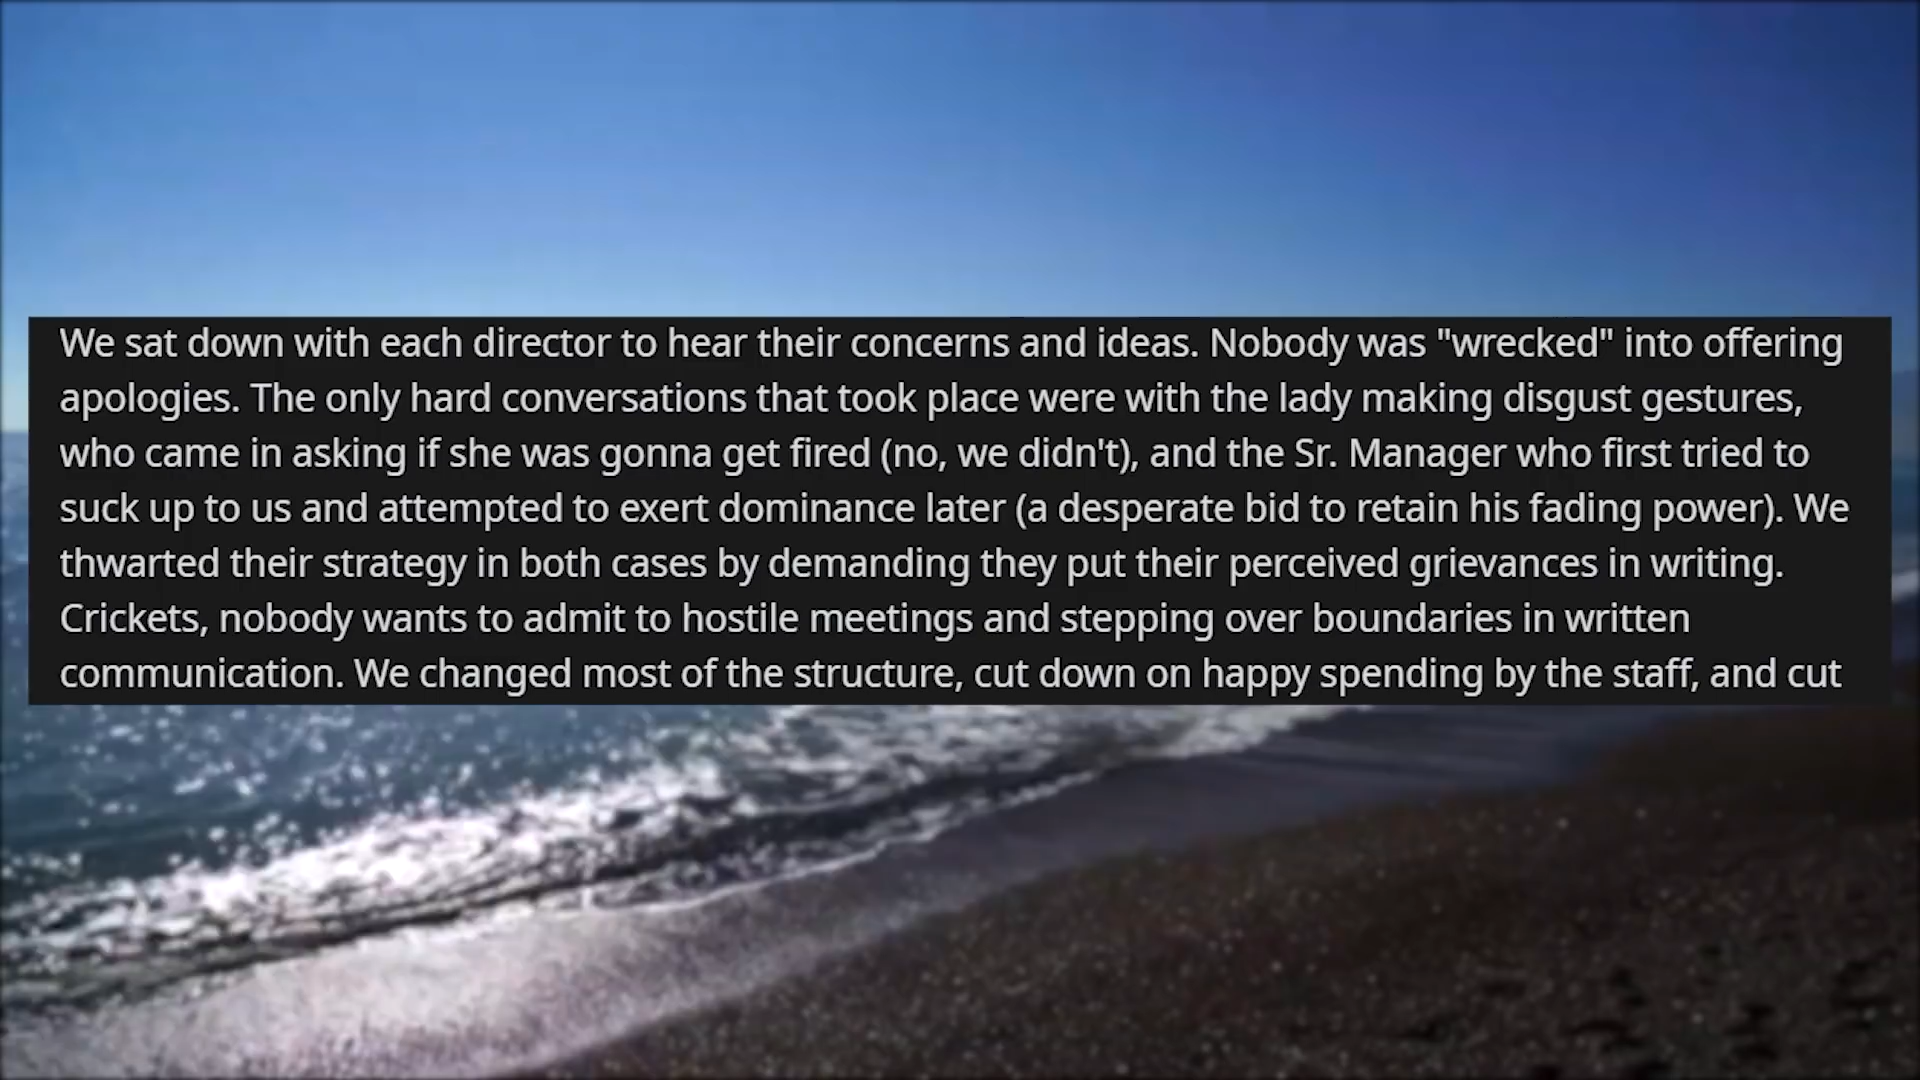 We sat down with each director to hear their concerns and ideas. Nobody was "wrecked" into offering
apologies. The only hard conversations that took place were with the lady making disgust gestures,
who came in asking if she was gonna get fired (no, we didn't), and the Sr. Manager who first tried to
suck up to us and attempted to exert dominance later (a desperate bid to retain his fading power). We
thwarted their strategy in both cases by demanding they put their perceived grievances in writing.
Crickets, nobody wants to admit to hostile meetings and stepping over boundaries in written
communication. We changed most of the structure, cut down on happy spending by the staff, and cut